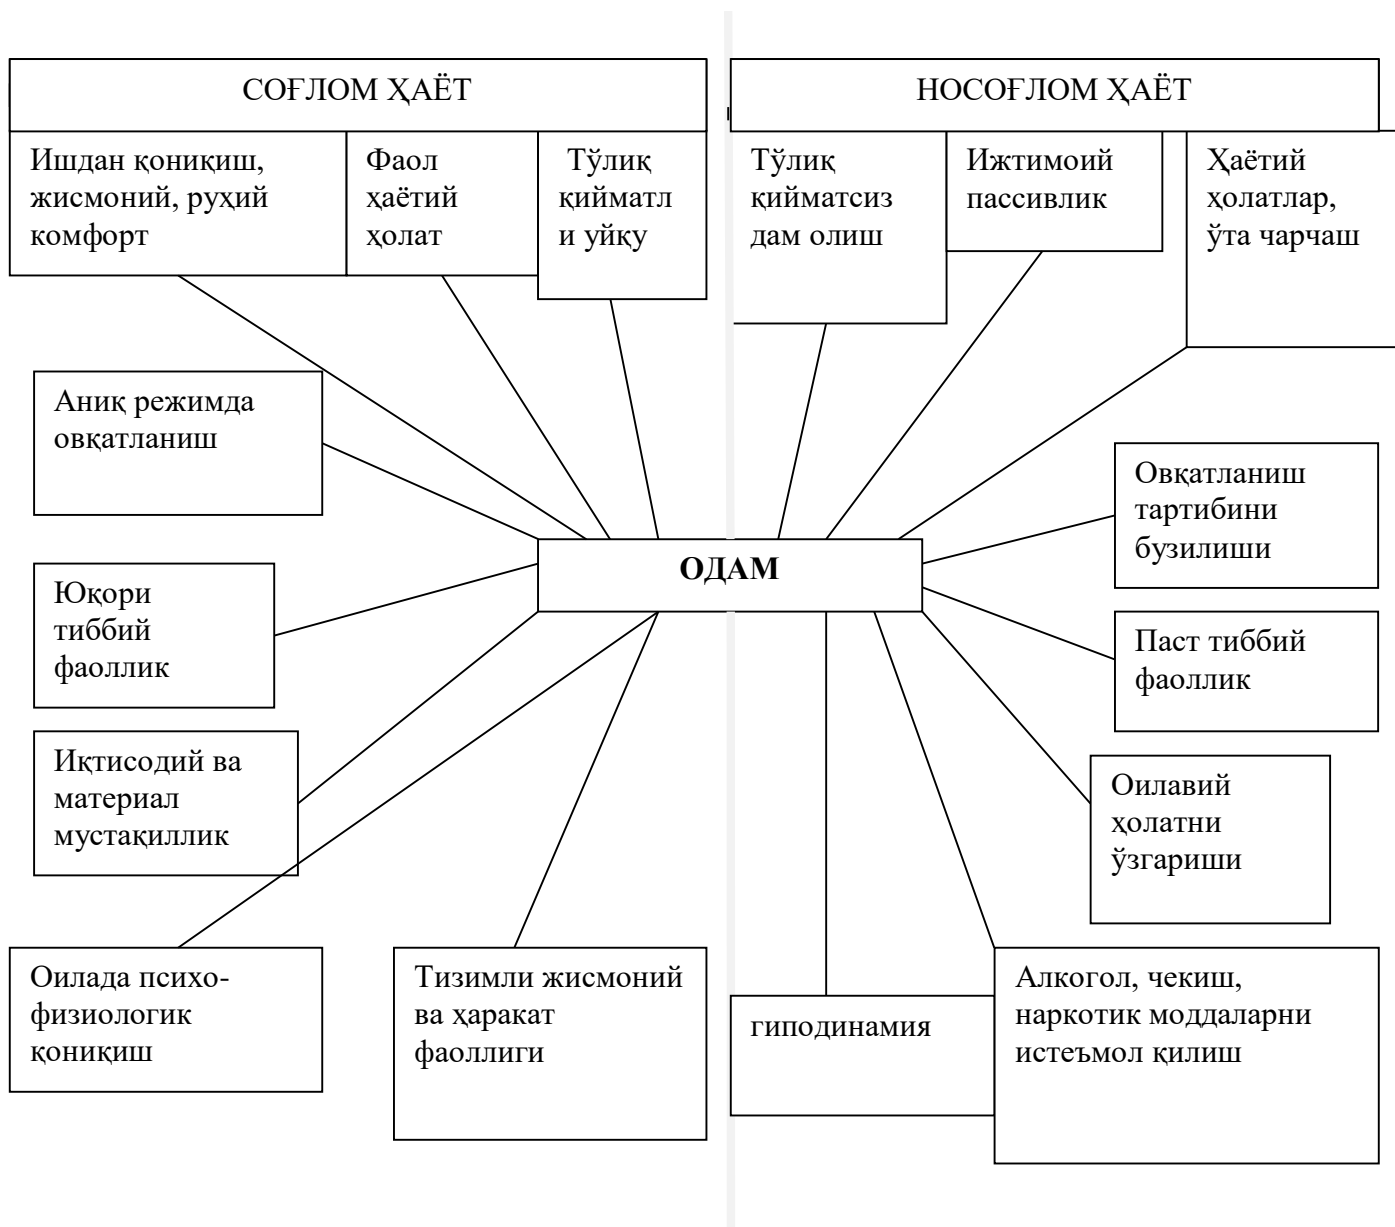 СОҒЛОМ ҲАЁТ
НОСОҒЛОМ ҲАЁТ
Ишдан қониқиш,
жисмоний, руҳий
комфорт
Фаол
ҳаётий
ҳолат
Тўлиқ
қийматл
и уйқу
Тўлиқ
қийматсиз
дам олиш
Ижтимоий
пассивлик
Ҳаётий
ҳолатлар,
ўта чарчаш
Аниқ режимда
овқатланиш
Овқатланиш
тартибини
бузилиши
ОДАМ
Юқори
тиббий
фаоллик
Паст тиббий
фаоллик
Иқтисодий ва
материал
мустақиллик
Оилавий
ҳолатни
ўзгариши
Оилада психо-
физиологик
қониқиш
Тизимли жисмоний
ва ҳаракат
фаоллиги
гиподинамия
Алкогол, чекиш,
наркотик моддаларни
истеъмол қилиш